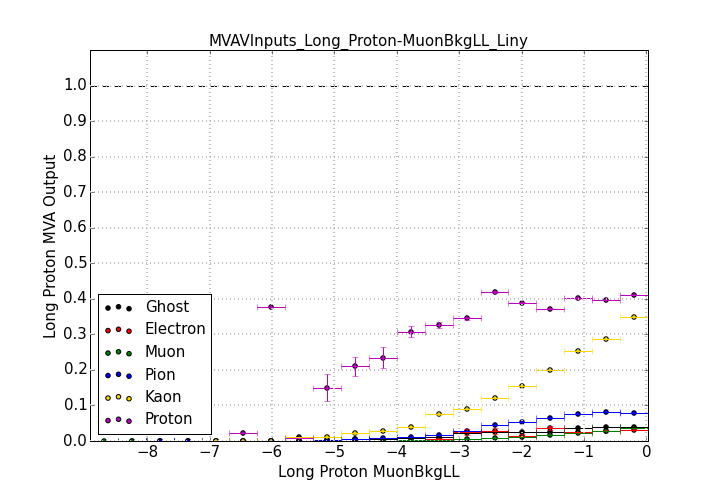 MVAVInputs_Long_Proton-MuonBkgLL_Liny
Long Proton MVA Output
1.0
0.9
0.8
0.7
0.6
0.5
0.4
0.3
0.2
0.1
0.0
Ghost
Electron
Muon
Pion
Kaon
Proton
−8 −7 −6 −5 −4 −3 −2 −1 0
Long Proton MuonBkgLL